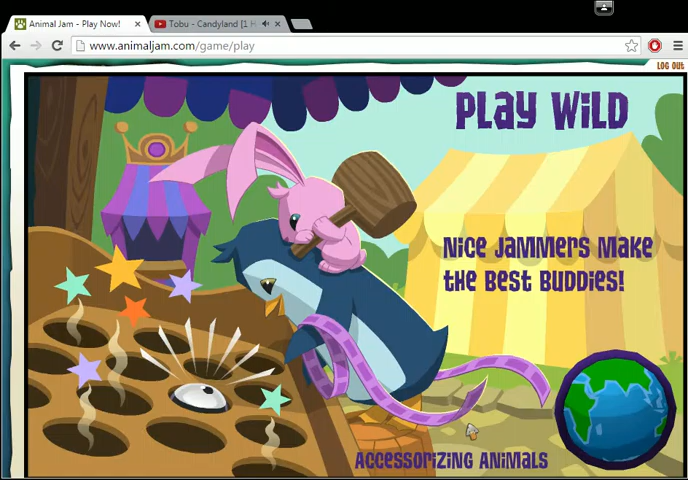 Animal Jam - Play Now!
Tobu - Candyland [1 H
www.animaljam.com/game/play
LOG OUT
PLAY WILD
NICE JAMMERS MAKE
THE BEST BUDDIES!
ACCESSORIZING ANIMALS